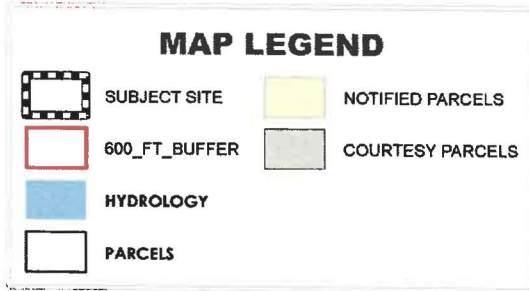 MAP LEGEND
SUBJECT SITE
600_FT_BUFFER
HYDROLOGY
PARCELS
NOTIFIED PARCELS
COURTESY PARCELS